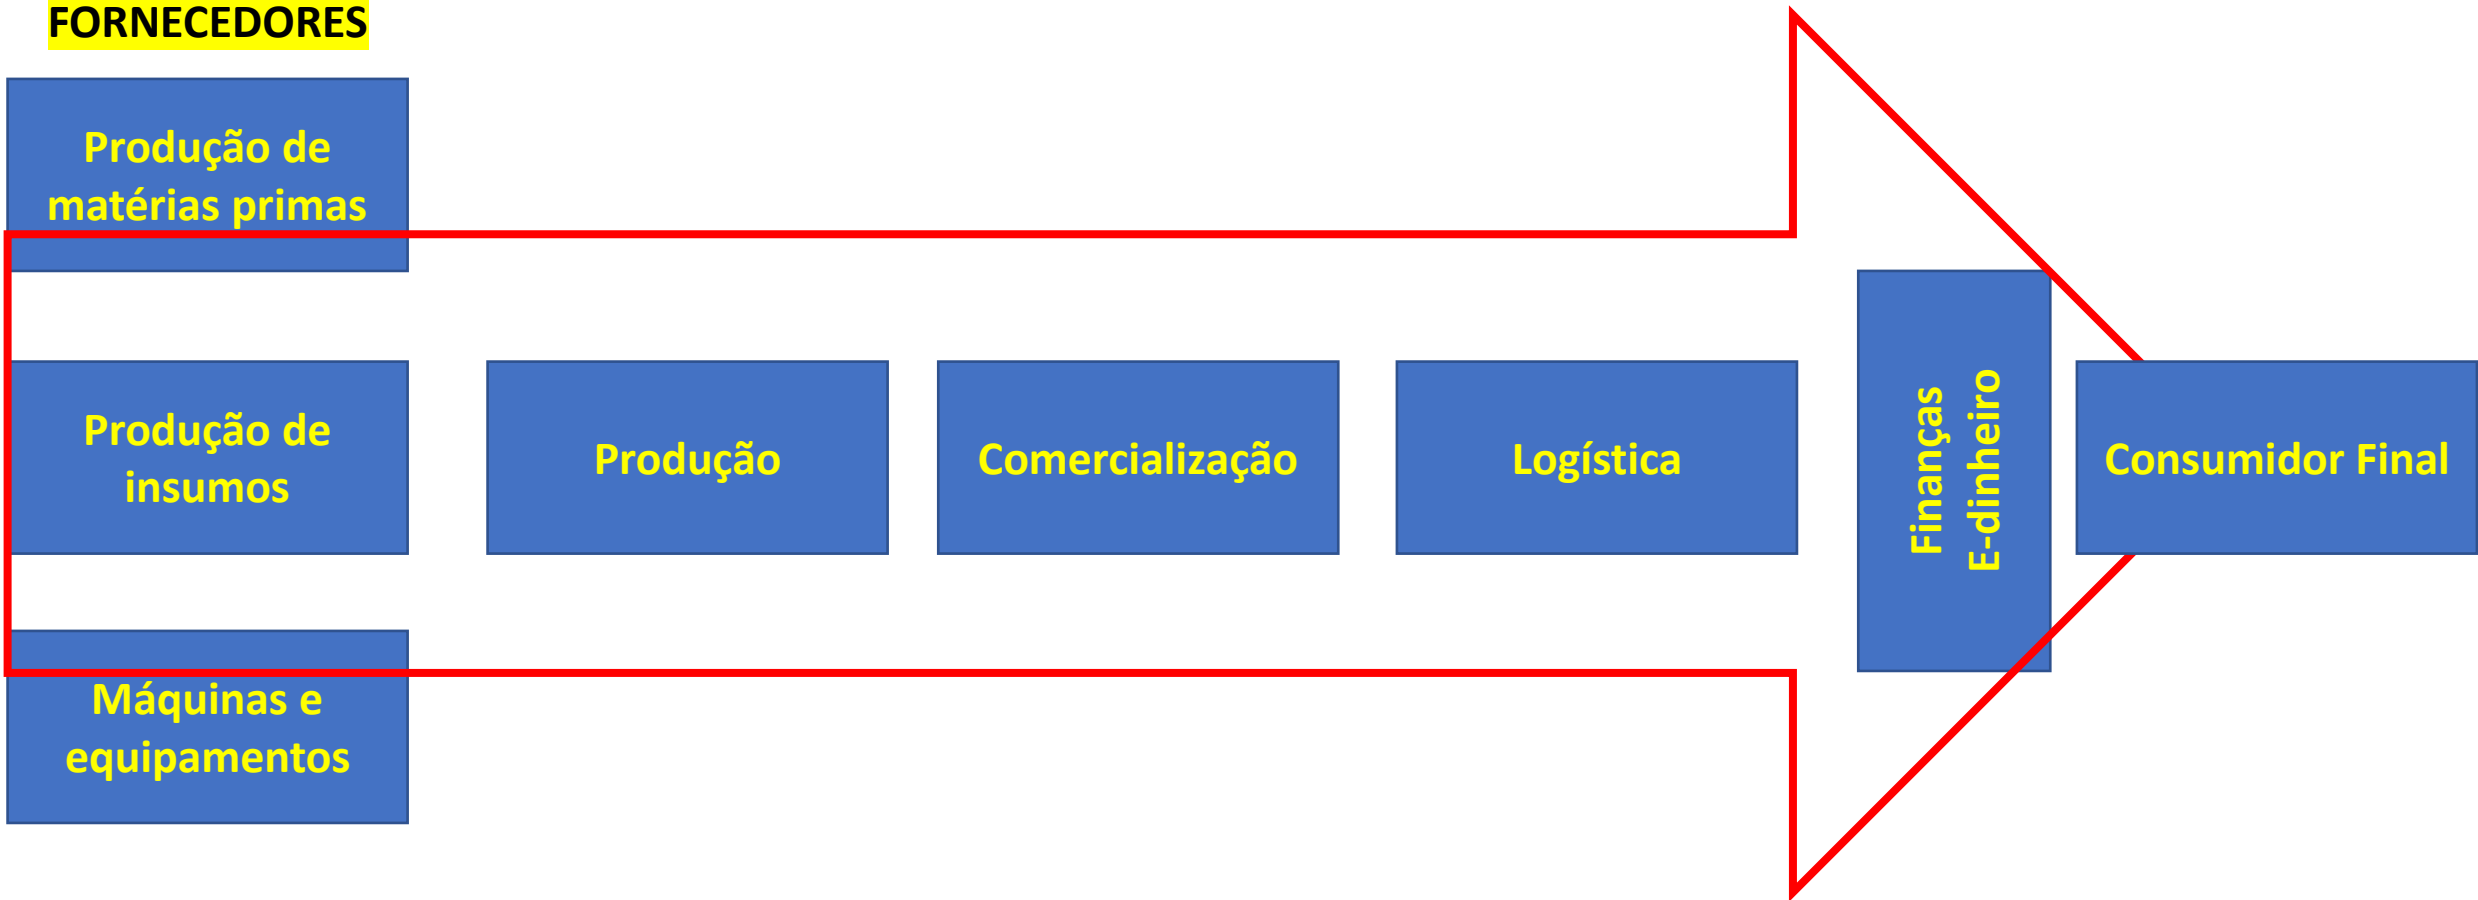 FORNECEDORES
Produção de
matérias primas
Produção de
insumos
Máquinas e
equipamentos
Produção
Comercialização
Logística
Finanças
E-dinheiro
Consumidor Final